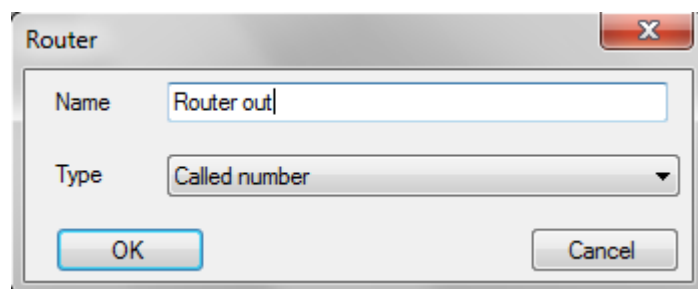 Router
Name Router out
Type Called number
OK Cancel